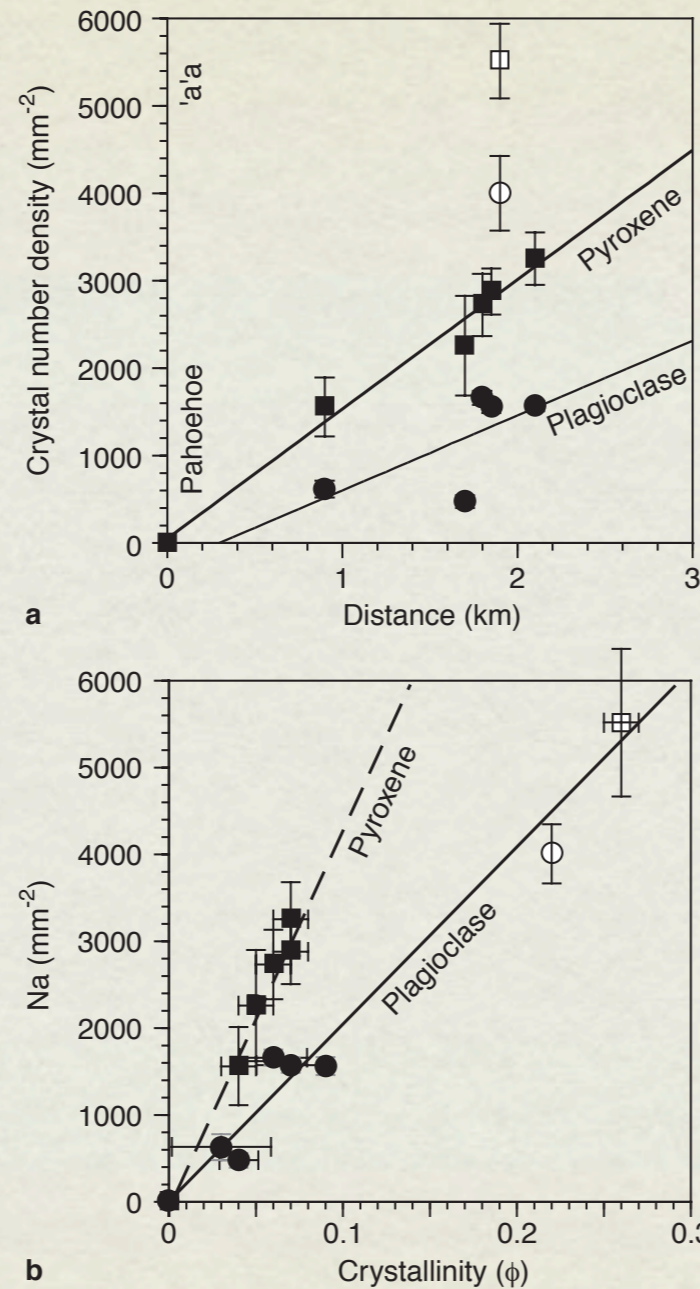 6000
5000
4000
3000
2000
1000
0
Crystal number density (mm-2)
'a'a
Pahoehoe
Pyroxene
Plagioclase
0
1
2
3
Distance (km)
a
6000
5000
4000
3000
2000
1000
0
Na (mm-2)
Pyroxene
Plagioclase
0
0.1
0.2
Crystallinity (ϕ)
b